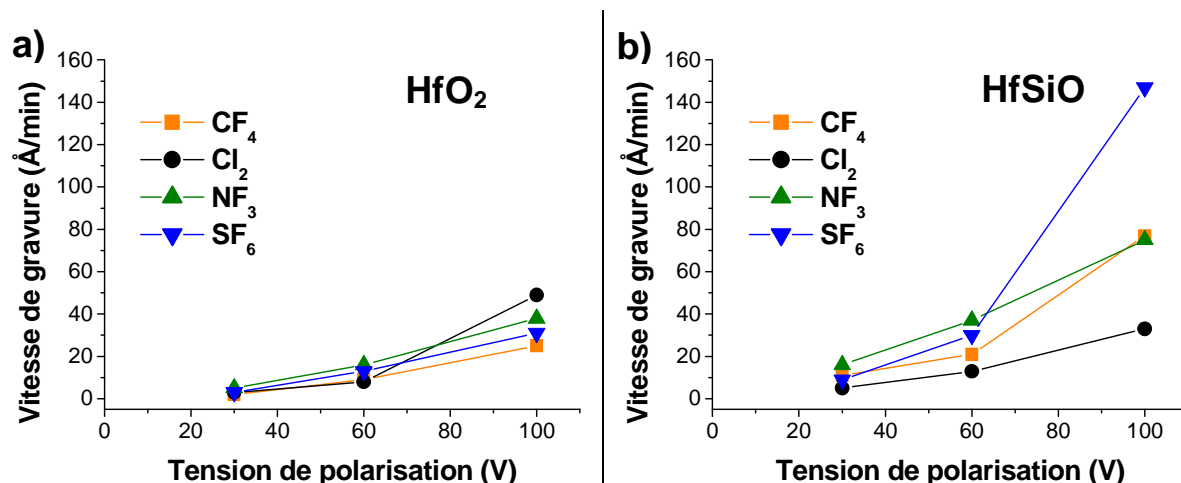 a)
HfO2
Vitesse de gravure (Å/min)
160
140
120
100
80
60
40
20
0
CF4
Cl2
NF3
SF6
0 20 40 60 80 100
Tension de polarisation (V)
b)
HfSiO
Vitesse de gravure (Å/min)
160
140
120
100
80
60
40
20
0
CF4
Cl2
NF3
SF6
0 20 40 60 80 100
Tension de polarisation (V)